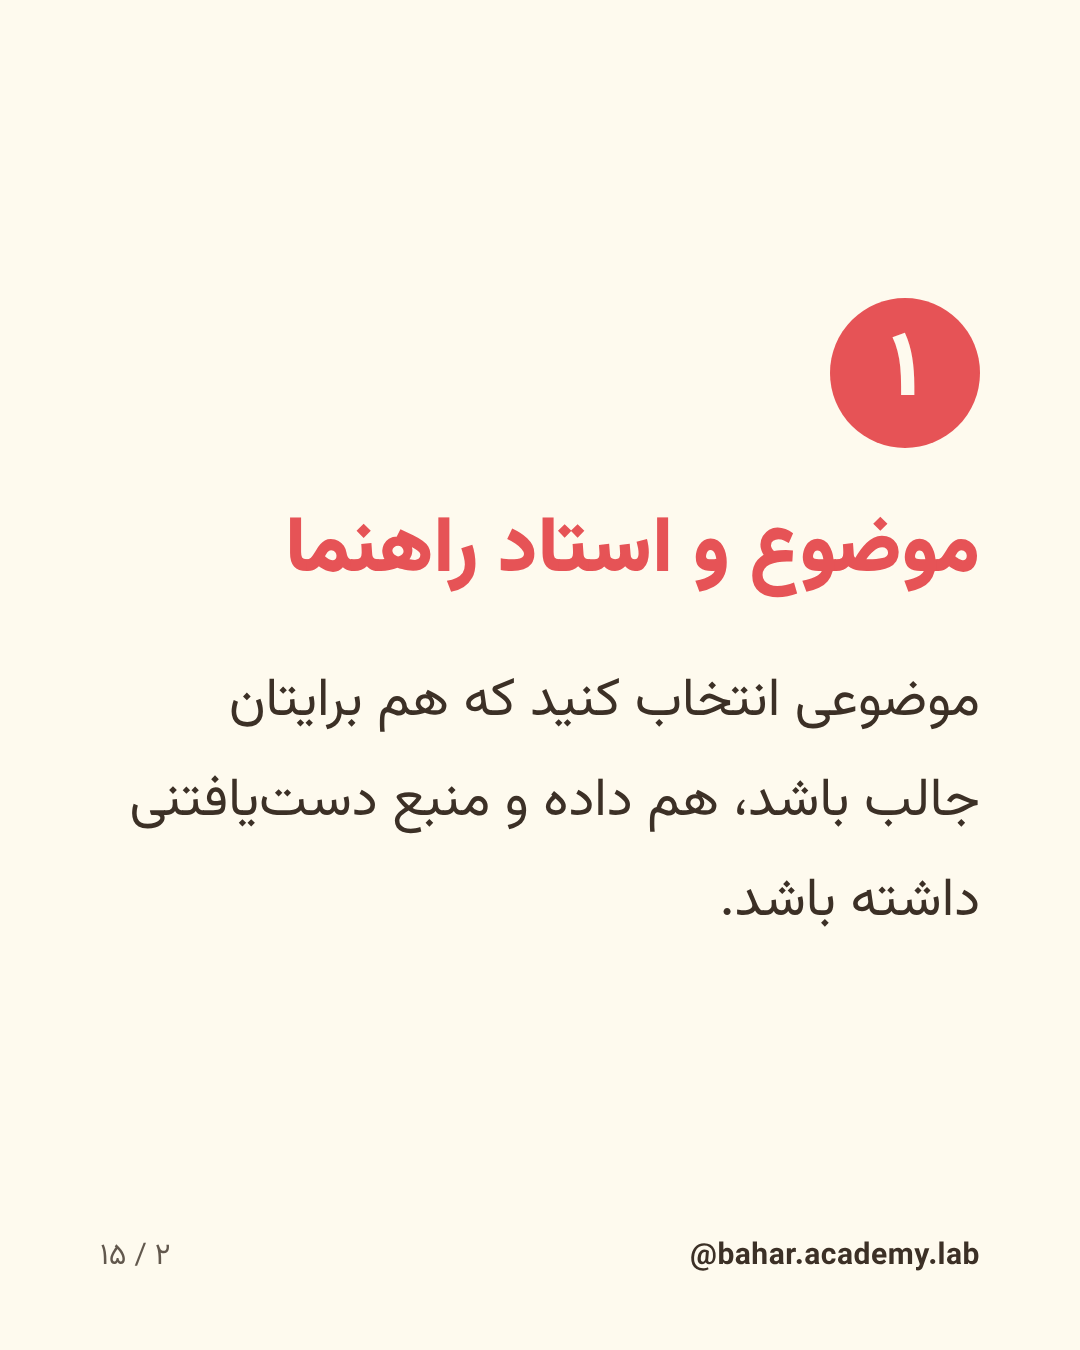 ۱
موضوع و استاد راهنما
موضوعی انتخاب کنید که هم برایتان
جالب باشد، هم داده و منبع دست‌یافتنی
داشته باشد.
@bahar.academy.lab
۲ / ۱۵